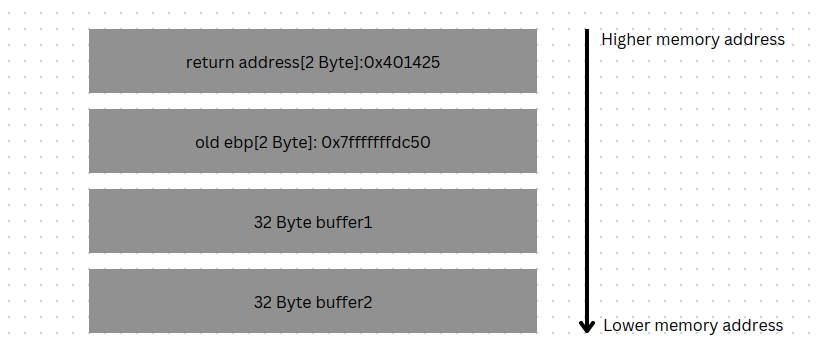 Higher memory address
return address[2 Byte]:0x401425
old ebp[2 Byte]: 0x7fffffffdc50
32 Byte buffer1
32 Byte buffer2
Lower memory address